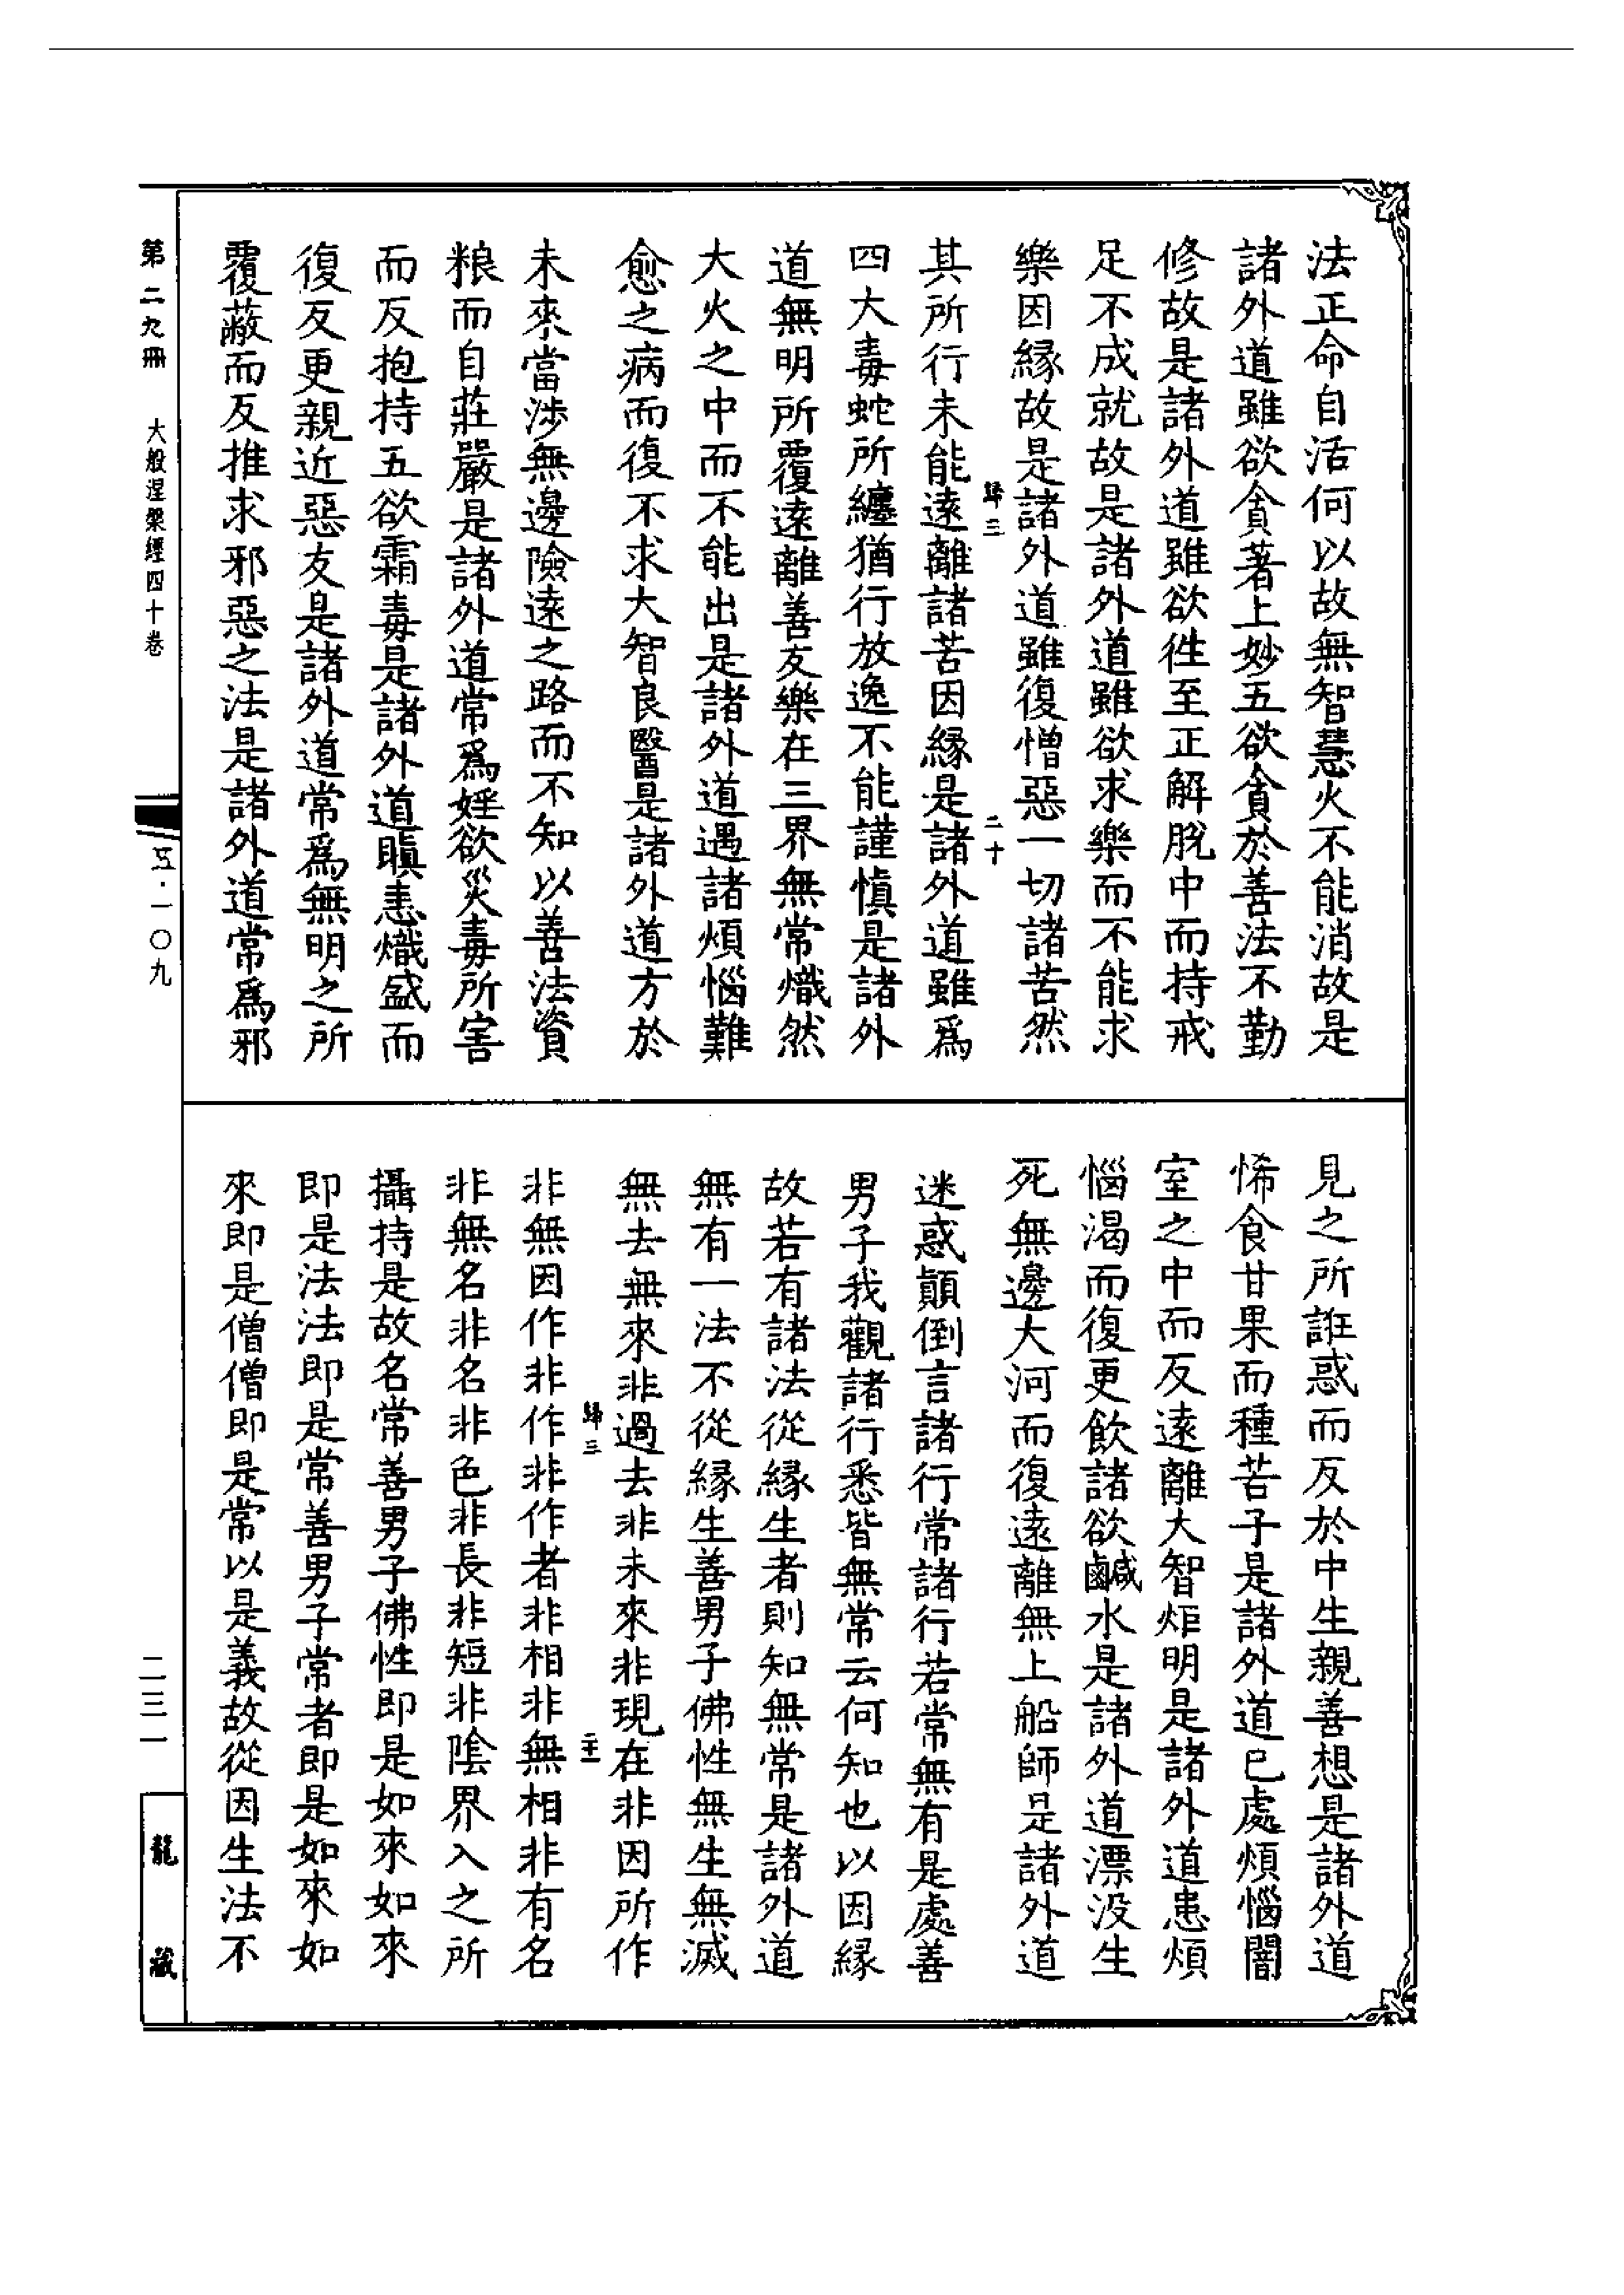 法正命自活何以故無智慧火不能消故是
諸外道雖欲貪著上妙五欲貪於善法不勤
修故是諸外道雖欲徃至正解脫中而持戒
足不成就故是諸外道雖欲求樂而不能求
樂因緣故是諸外道雖復憎惡一切諸苦然
歸三
二十
其所行未能遠離諸苦因緣是諸外道雖為
四大毒蛇所纏猶行放逸不能謹慎是諸外
道無明所覆遠離善友樂在三界無常熾然
大火之中而不能出是諸外道遇諸煩惱難
愈之病而復不求大智良醫是諸外道方於
未來當涉無邊險遠之路而不知以善法資
粮而自莊嚴是諸外道常為婬欲災毒所害
而反抱持五欲霜毒是諸外道瞋恚熾盛而
復反更親近惡友是諸外道常為無明之所
覆蔽而反推求邪惡之法是諸外道常為邪
見之所誑惑而反於中生親善想是諸外道
悕食甘果而種苦子是諸外道已處煩惱闇
室之中而反遠離大智炬明是諸外道患煩
惱渴而復更飲諸欲鹹水是諸外道漂没生
死無邊大河而復遠離無上船師是諸外道
迷惑顛倒言諸行常諸行若常無有是處善
男子我觀諸行悉皆無常云何知也以因緣
故若有諸法從緣生者則知無常是諸外道
無有一法不從緣生善男子佛性無生無滅
無去無來非過去非未來非現在非因所作
歸三
二十一
非無因作非作非作者非相非無相非有名
非無名非名非色非長非短非陰界入之所
攝持是故名常善男子佛性即是如來如來
即是法法即是常善男子常者即是如來如
來即是僧僧即是常以是義故從因生法不
第二九冊
大般涅槃經四十卷
五·一〇九
二三一
龍藏